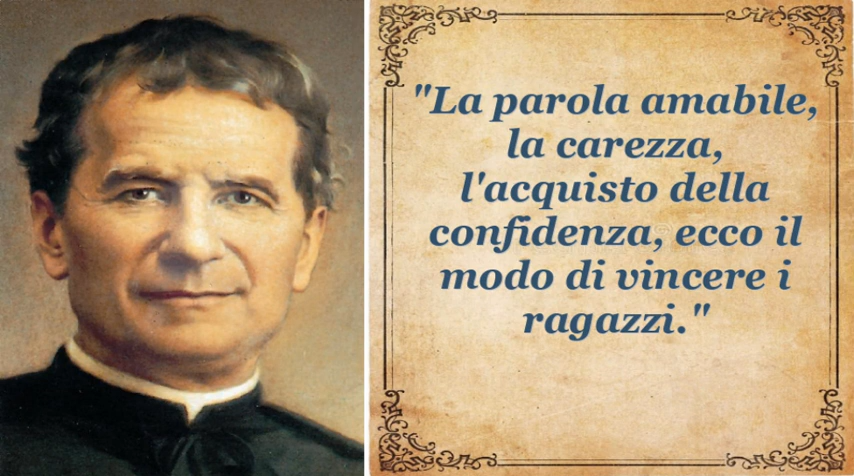 "La parola amabile,
la carezza,
l'acquisto della
confidenza, ecco il
modo di vincere i
ragazzi."